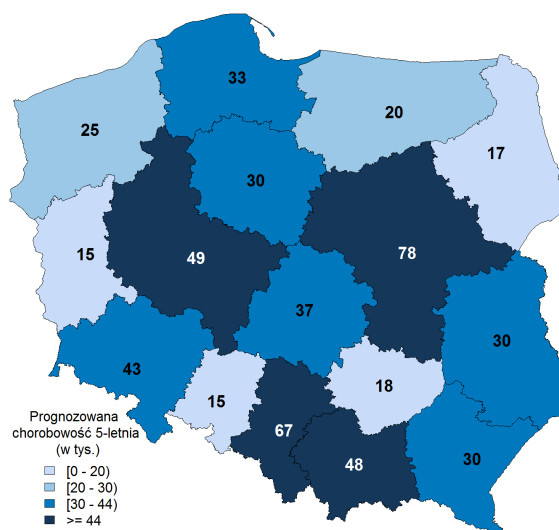 33
25
20
17
30
49
78
15
37
30
43
18
15
67
48
30
Prognozowana
chorobowość 5-letnia
(w tys.)
[0 - 20)
[20 - 30)
[30 - 44)
>= 44